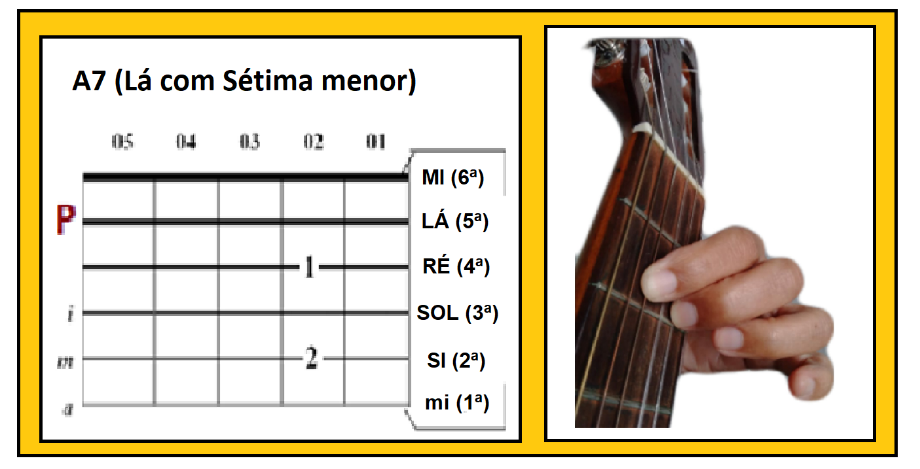 A7 (Lá com Sétima menor)
05 04 03 02 01
MI (6ª)
P LÁ (5ª)
1 RÉ (4ª)
i SOL (3ª)
m 2 SI (2ª)
a mi (1ª)